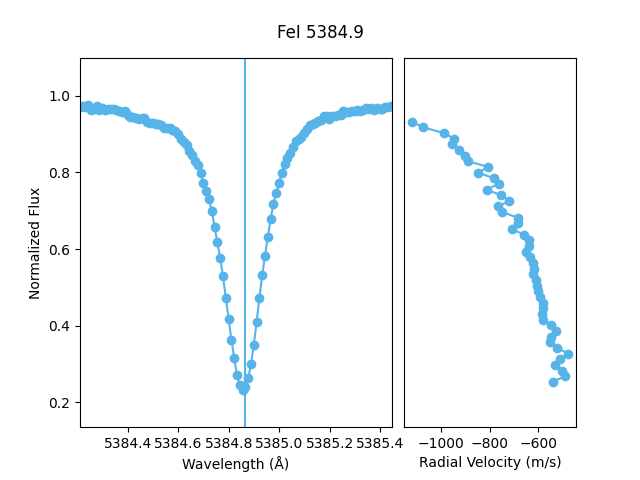 FeI 5384.9
Normalized Flux
1.0
0.8
0.6
0.4
0.2
5384.4 5384.6 5384.8 5385.0 5385.2 5385.4
Wavelength (Å)
−1000 −800 −600
Radial Velocity (m/s)